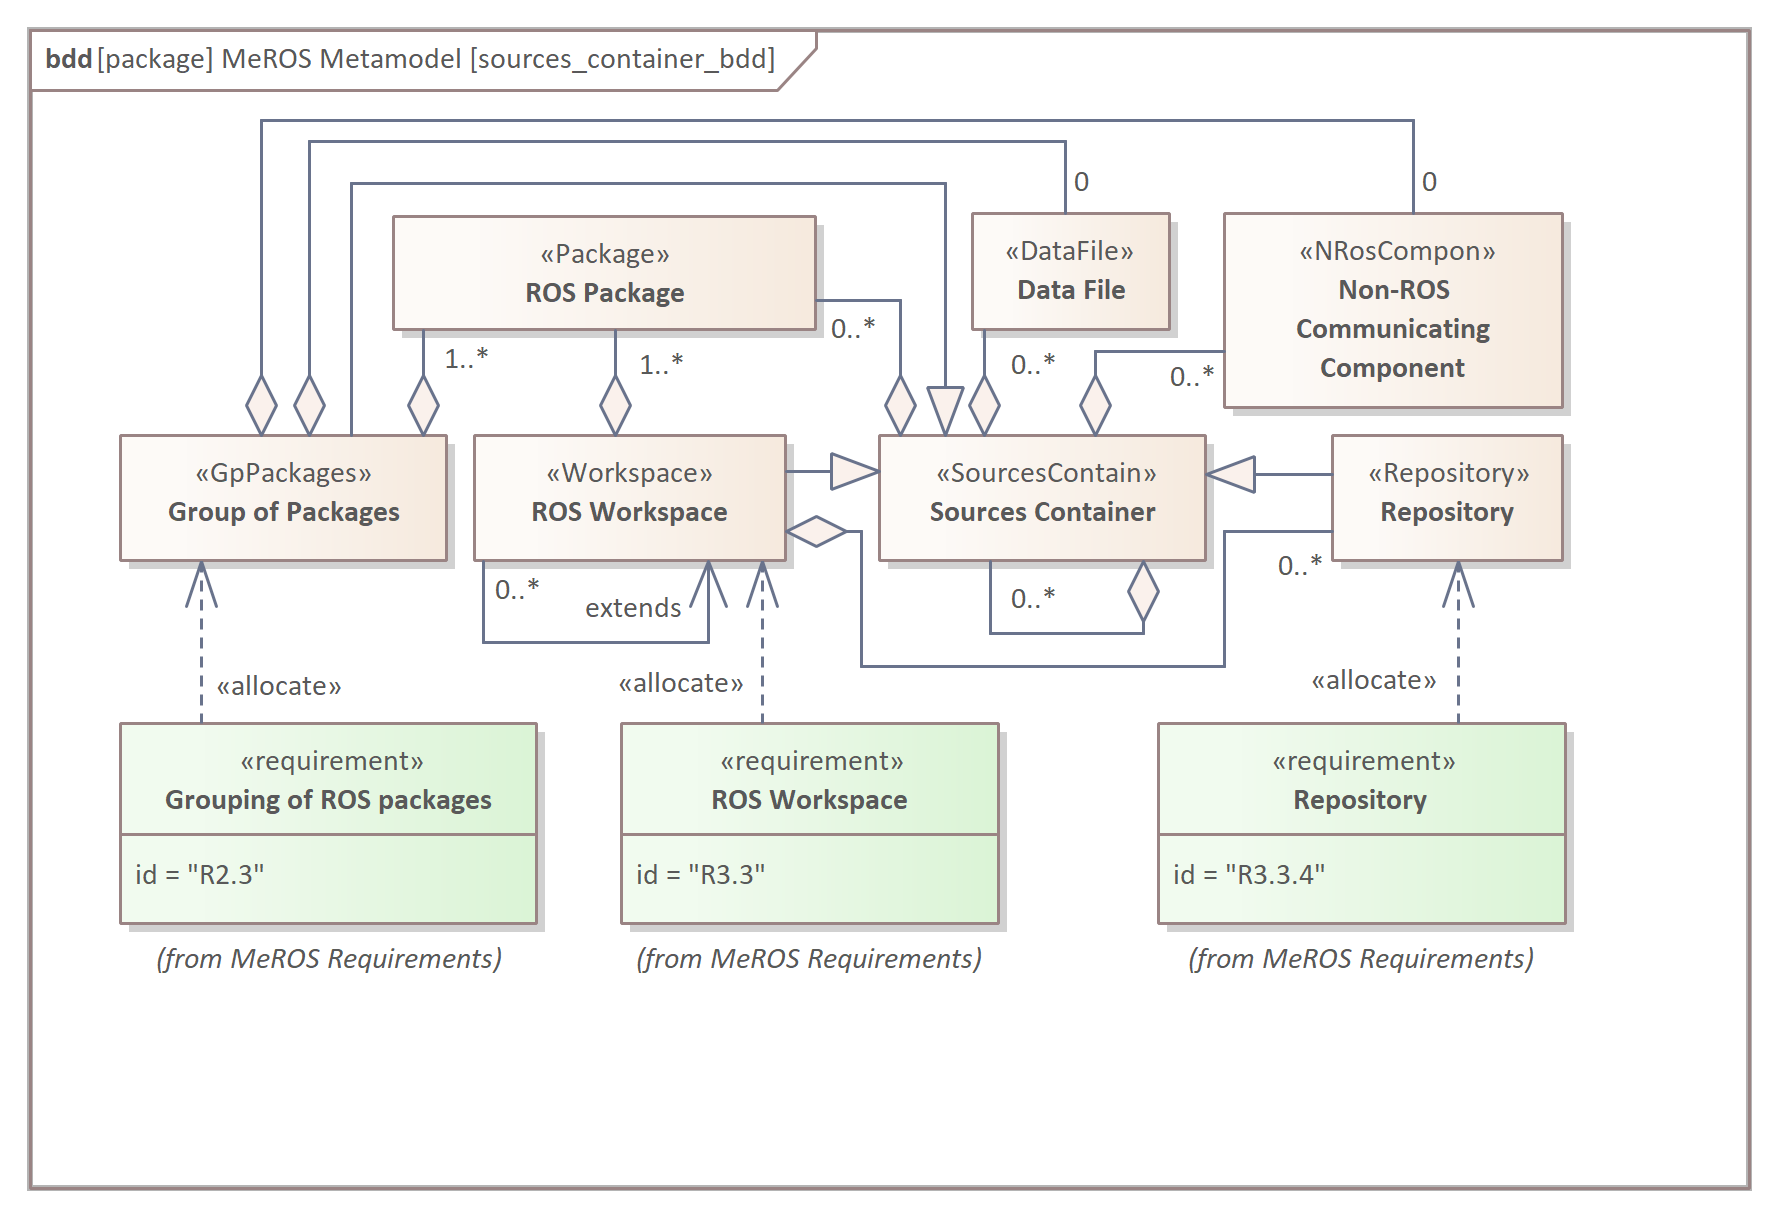 bdd [package] MeROS Metamodel [sources_container_bdd]
0
0
«Package»
ROS Package
«DataFile»
Data File
«NRosCompon»
Non-ROS
Communicating
Component
0..*
1..*
1..*
0..*
0..*
«GpPackages»
Group of Packages
«Workspace»
ROS Workspace
«SourcesContain»
Sources Container
«Repository»
Repository
0..*
extends
0..*
0..*
«allocate»
«allocate»
«allocate»
«requirement»
Grouping of ROS packages
id = "R2.3"
(from MeROS Requirements)
«requirement»
ROS Workspace
id = "R3.3"
(from MeROS Requirements)
«requirement»
Repository
id = "R3.3.4"
(from MeROS Requirements)